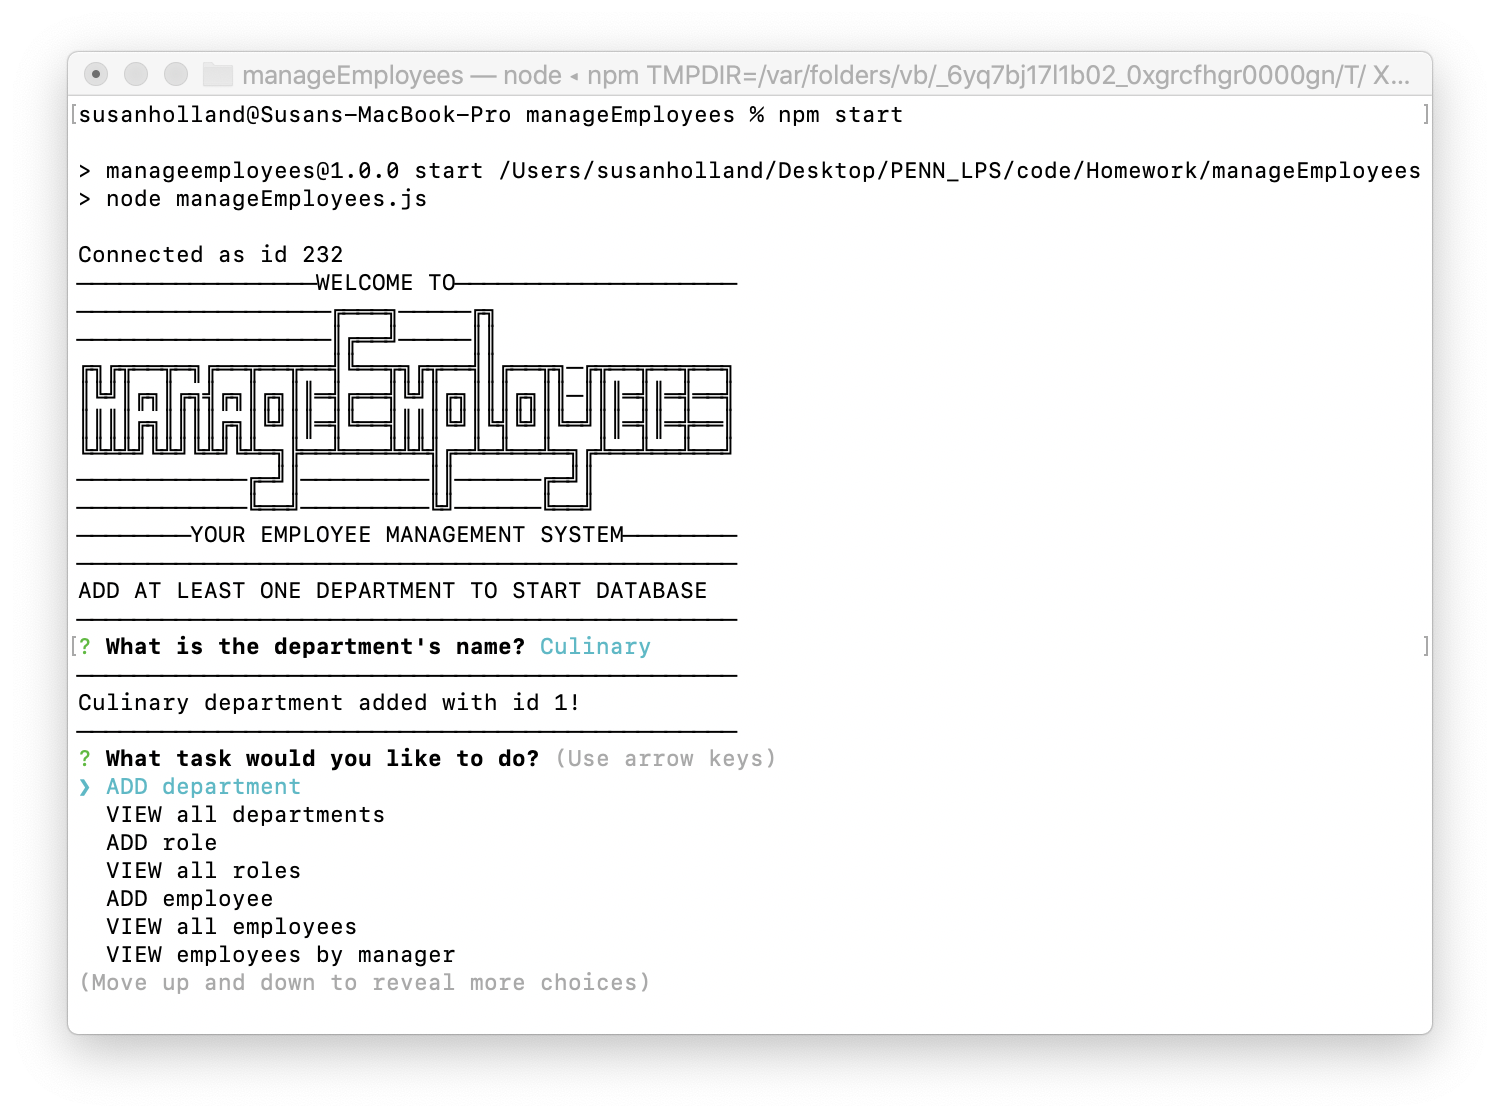 manageEmployees — node ◂ npm TMPDIR=/var/folders/vb/_6yq7bj17l1b02_0xgrcfhgr0000gn/T/ X...
[susanholland@Susans-MacBook-Pro manageEmployees % npm start ]
> manageemployees@1.0.0 start /Users/susanholland/Desktop/PENN_LPS/code/Homework/manageEmployees
> node manageEmployees.js
Connected as id 232
WELCOME TO
MANAGEEMPLOYEES
YOUR EMPLOYEE MANAGEMENT SYSTEM
ADD AT LEAST ONE DEPARTMENT TO START DATABASE
[? What is the department's name? Culinary ]
Culinary department added with id 1!
? What task would you like to do? (Use arrow keys)
❯ ADD department
VIEW all departments
ADD role
VIEW all roles
ADD employee
VIEW all employees
VIEW employees by manager
(Move up and down to reveal more choices)